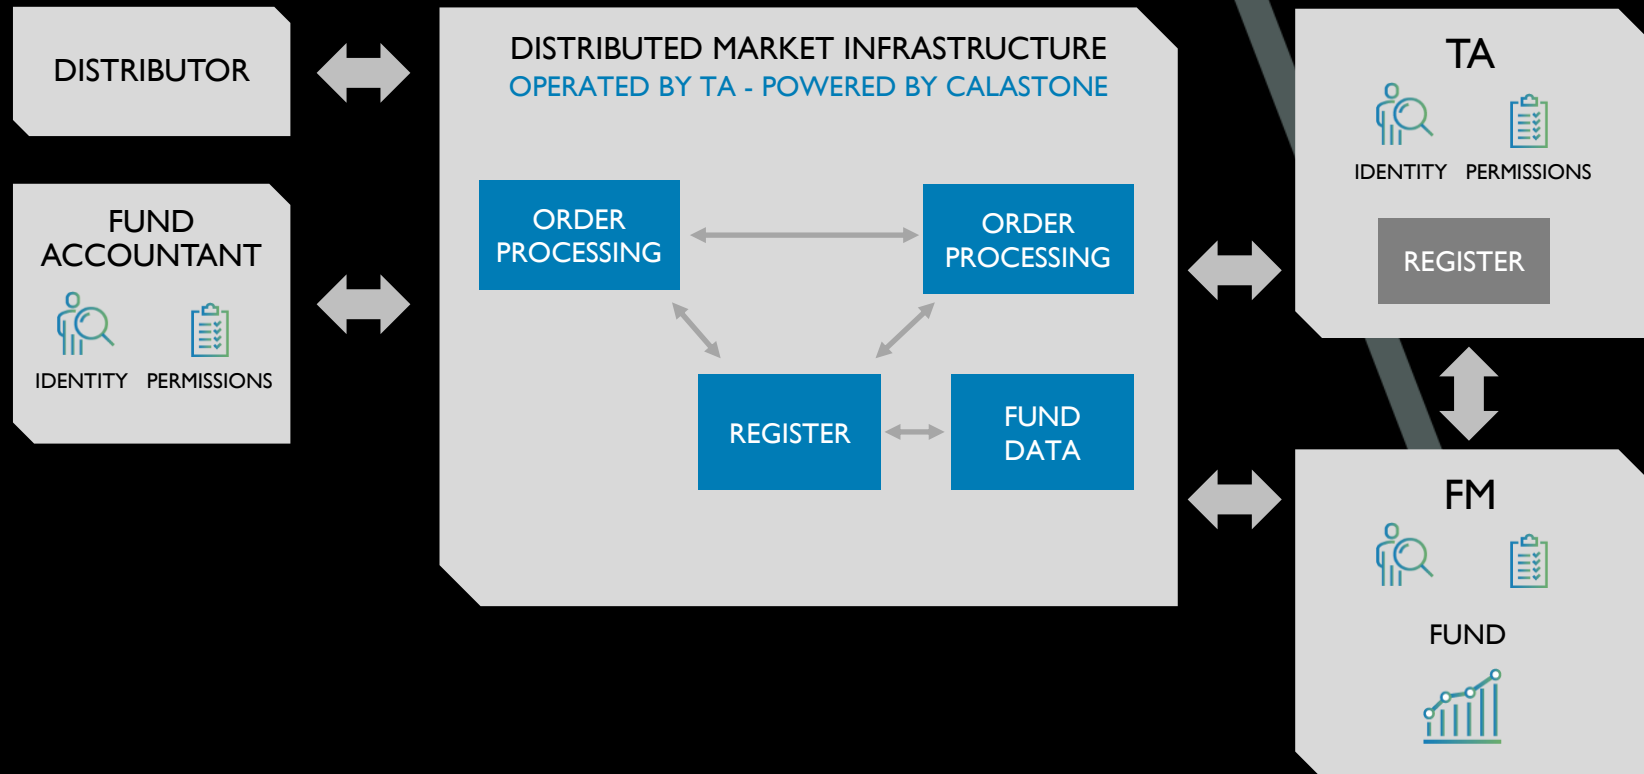 DISTRIBUTOR
FUND
ACCOUNTANT
IDENTITY PERMISSIONS
DISTRIBUTED MARKET INFRASTRUCTURE
OPERATED BY TA - POWERED BY CALASTONE
ORDER
PROCESSING
ORDER
PROCESSING
REGISTER
FUND
DATA
TA
IDENTITY PERMISSIONS
REGISTER
FM
FUND